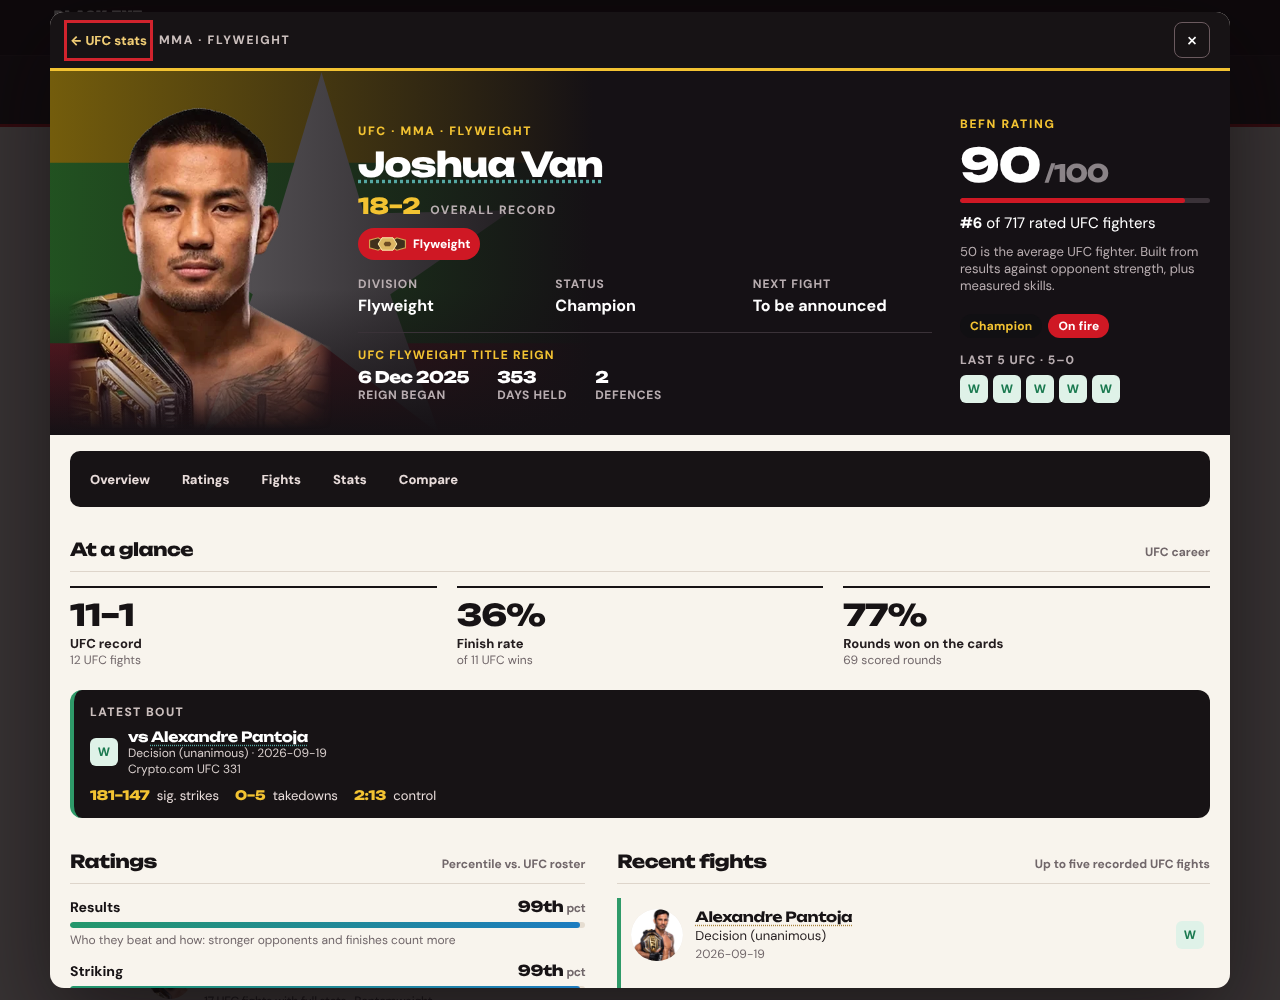 ← UFC stats MMA · FLYWEIGHT ×
UFC · MMA · FLYWEIGHT
Joshua Van
18–2 OVERALL RECORD
Flyweight
DIVISION STATUS NEXT FIGHT
Flyweight Champion To be announced
UFC FLYWEIGHT TITLE REIGN
6 Dec 2025 353 2
REIGN BEGAN DAYS HELD DEFENCES
BEFN RATING
90/100
#6 of 717 rated UFC fighters
50 is the average UFC fighter. Built from
results against opponent strength, plus
measured skills.
Champion On fire
LAST 5 UFC · 5–0
W W W W W
Overview Ratings Fights Stats Compare
At a glance UFC career
11–1 36% 77%
UFC record Finish rate Rounds won on the cards
12 UFC fights of 11 UFC wins 69 scored rounds
LATEST BOUT
W vs Alexandre Pantoja
Decision (unanimous) · 2026-09-19
Crypto.com UFC 331
181–147 sig. strikes 0–5 takedowns 2:13 control
Ratings Percentile vs. UFC roster
Results 99th pct
Who they beat and how: stronger opponents and finishes count more
Striking 99th pct
Recent fights Up to five recorded UFC fights
Alexandre Pantoja
Decision (unanimous) W
2026-09-19